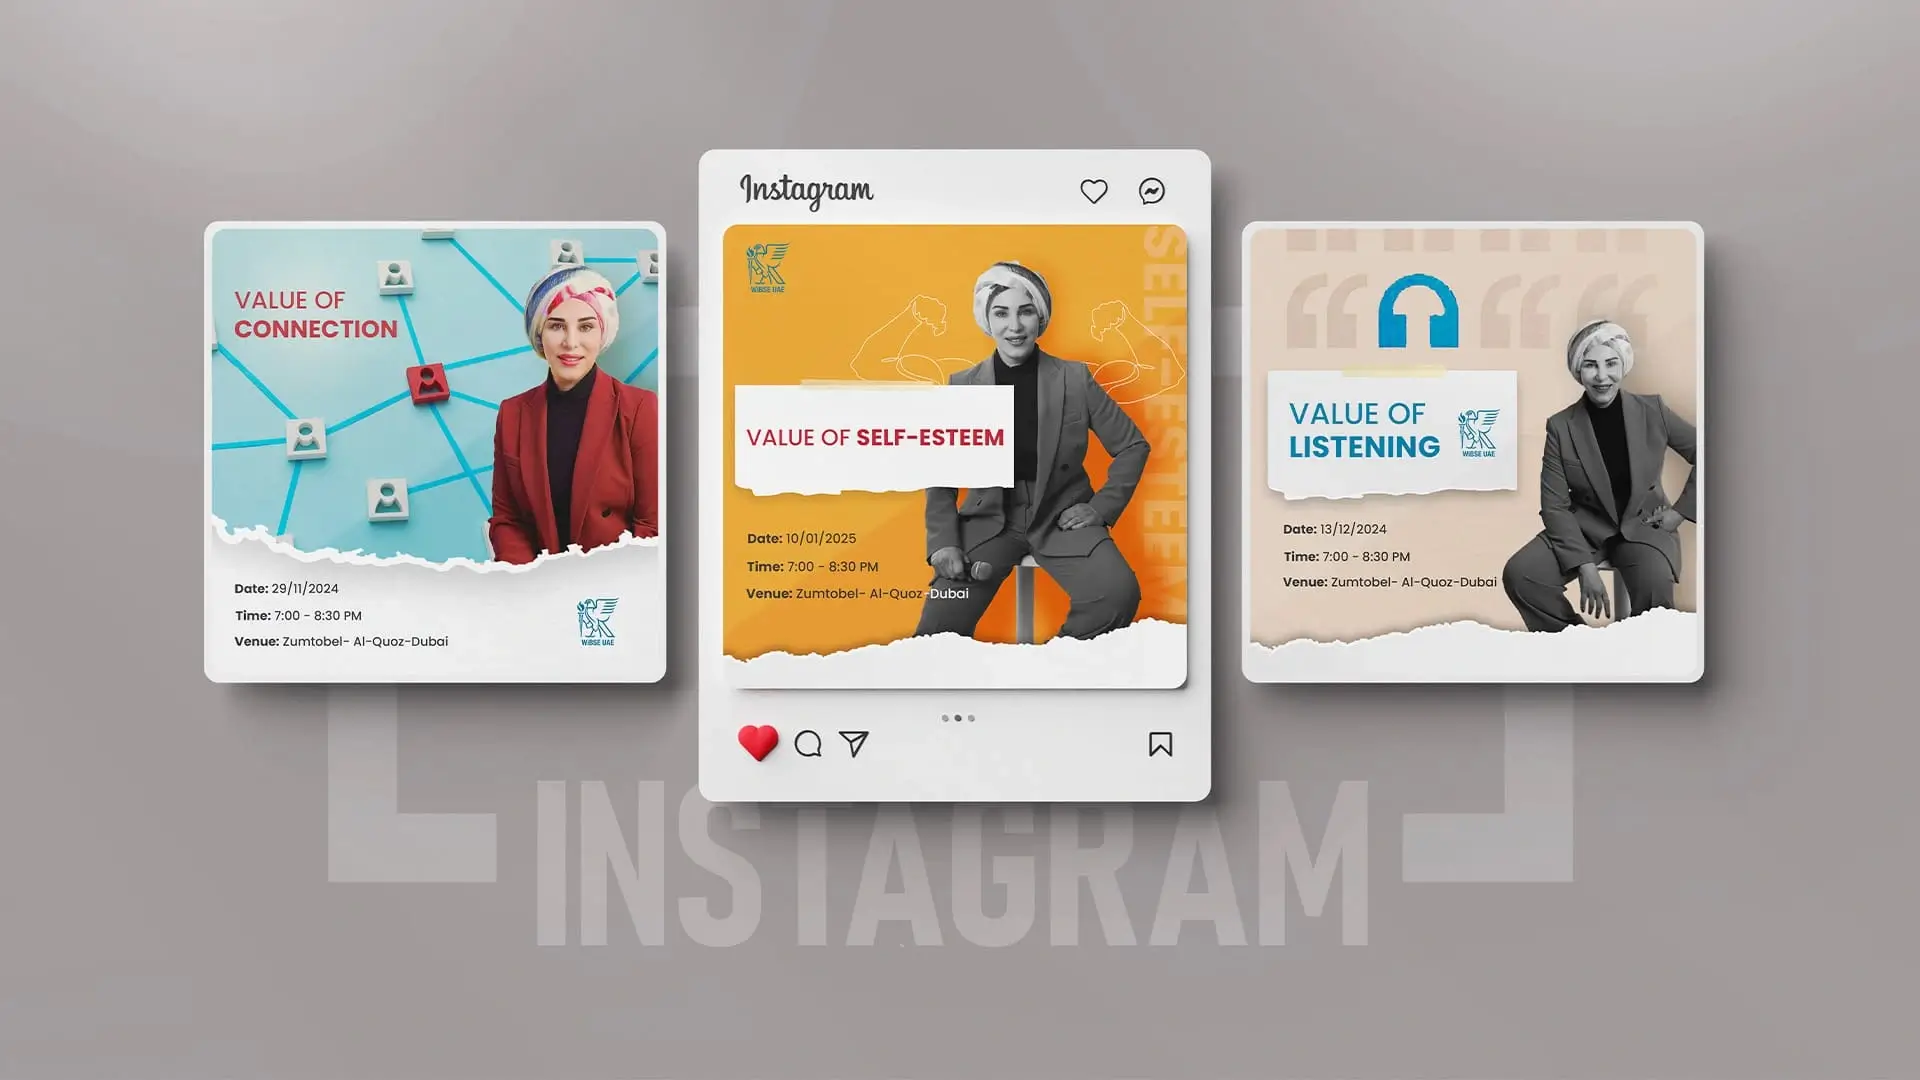 VALUE OF
CONNECTION
Date: 29/11/2024
Time: 7:00 - 8:30 PM
Venue: Zumtobel- Al-Quoz-Dubai
WIBSE UAE
Instagram
WIBSE UAE
SELF-ESTEEM
VALUE OF SELF-ESTEEM
Date: 10/01/2025
Time: 7:00 - 8:30 PM
Venue: Zumtobel- Al-Quoz-Dubai
VALUE OF
LISTENING
WIBSE UAE
Date: 13/12/2024
Time: 7:00 - 8:30 PM
Venue: Zumtobel- Al-Quoz-Dubai
INSTAGRAM